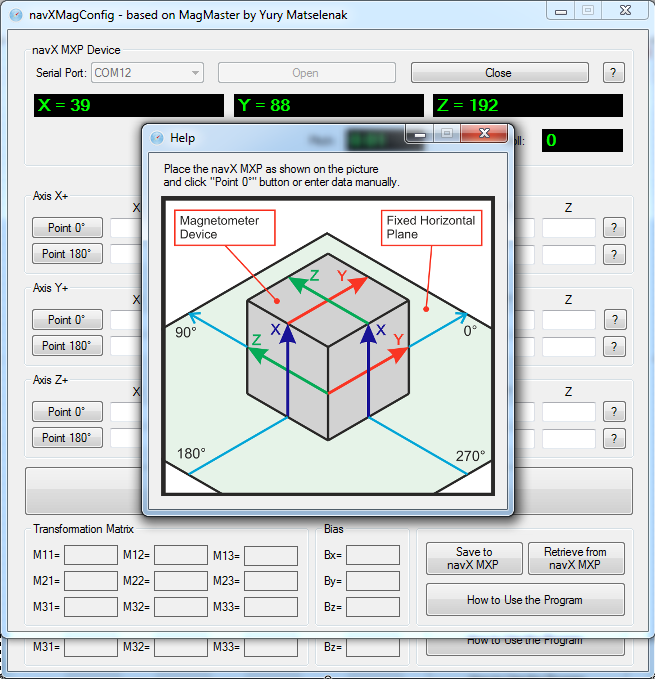 navXMagConfig - based on MagMaster by Yury Matselenak
navX MXP Device
Serial Port: COM12 Open Close ?
X = 39 Y = 88 Z = 192
0
Help
Place the navX MXP as shown on the picture
and click "Point 0°" button or enter data manually.
Magnetometer
Device
Fixed Horizontal
Plane
Z Y
90° X X 0°
Z Y
180° 270°
Axis X+
X Z
Point 0° ?
Point 180° ?
Axis Y+
X Z
Point 0° ?
Point 180° ?
Axis Z+
X Z
Point 0° ?
Point 180° ?
Transformation Matrix
M11= M12= M13=
M21= M22= M23=
M31= M32= M33=
Bias
Bx=
By=
Bz=
Save to
navX MXP
Retrieve from
navX MXP
How to Use the Program
M31= M32= M33= Bz=
How to Use the Program